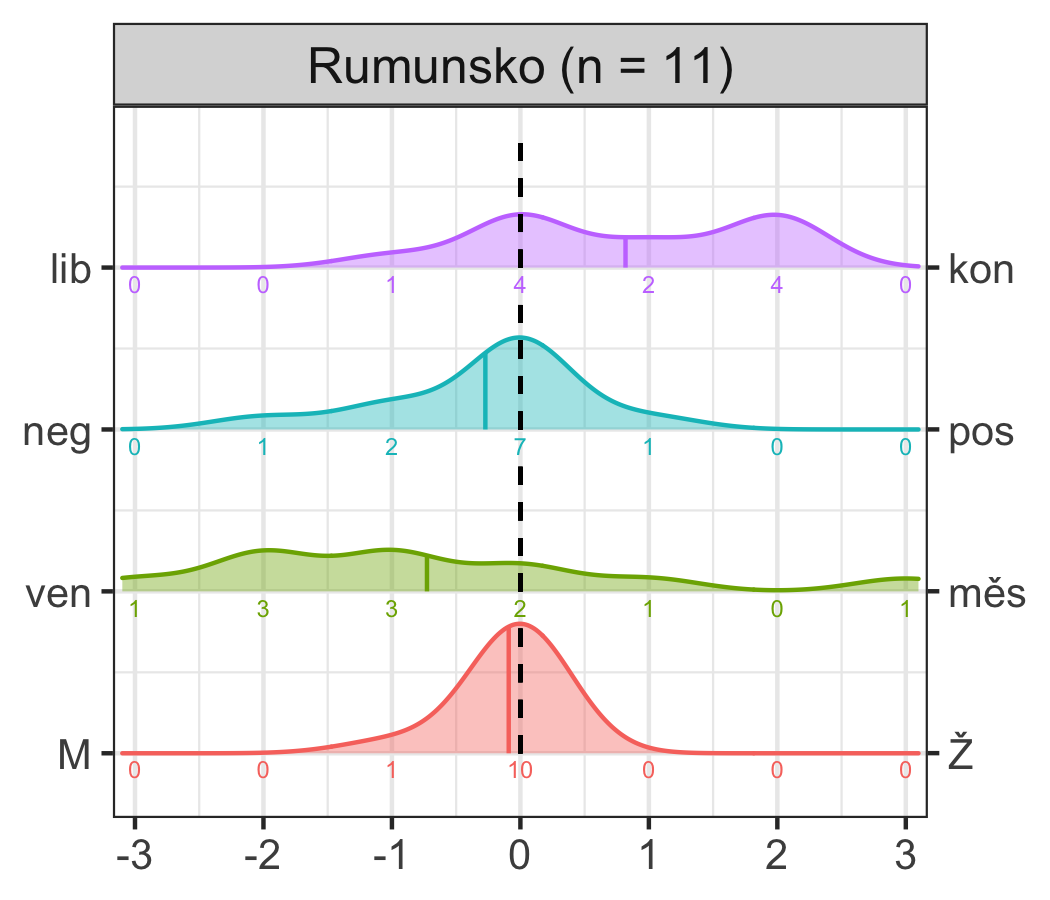 Rumunsko (n = 11)
lib kon
0 0 1 4 2 4 0
neg pos
0 1 2 7 1 0 0
ven měs
1 3 3 2 1 0 1
M Ž
0 0 1 10 0 0 0
-3 -2 -1 0 1 2 3